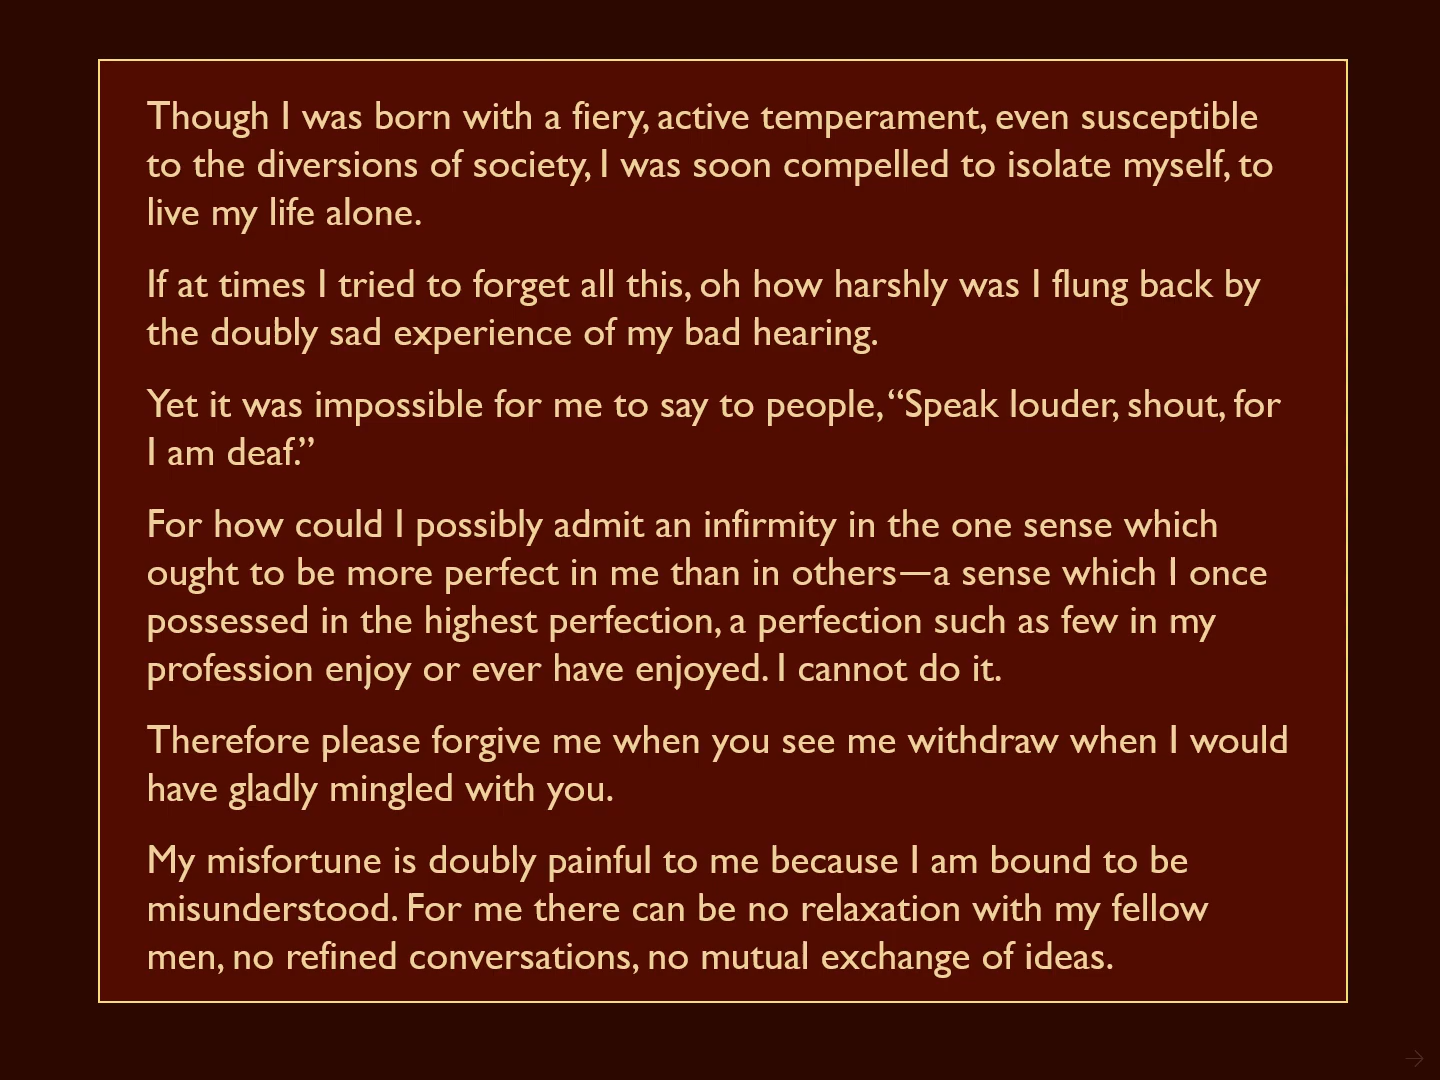 Though I was born with a fiery, active temperament, even susceptible
to the diversions of society, I was soon compelled to isolate myself, to
live my life alone.
If at times I tried to forget all this, oh how harshly was I flung back by
the doubly sad experience of my bad hearing.
Yet it was impossible for me to say to people, “Speak louder, shout, for
I am deaf.”
For how could I possibly admit an infirmity in the one sense which
ought to be more perfect in me than in others—a sense which I once
possessed in the highest perfection, a perfection such as few in my
profession enjoy or ever have enjoyed. I cannot do it.
Therefore please forgive me when you see me withdraw when I would
have gladly mingled with you.
My misfortune is doubly painful to me because I am bound to be
misunderstood. For me there can be no relaxation with my fellow
men, no refined conversations, no mutual exchange of ideas.